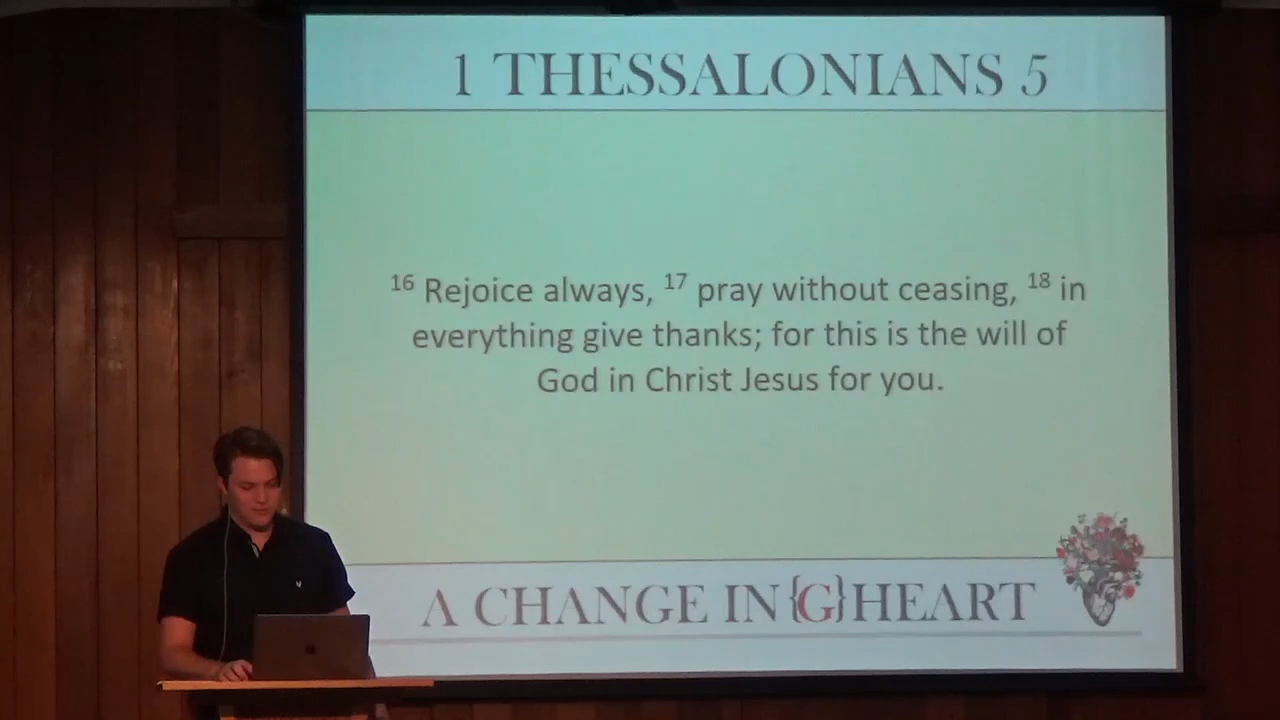 1 THESSALONIANS 5
16 Rejoice always, 17 pray without ceasing, 18 in
everything give thanks; for this is the will of
God in Christ Jesus for you.
A CHANGE IN{G}HEART